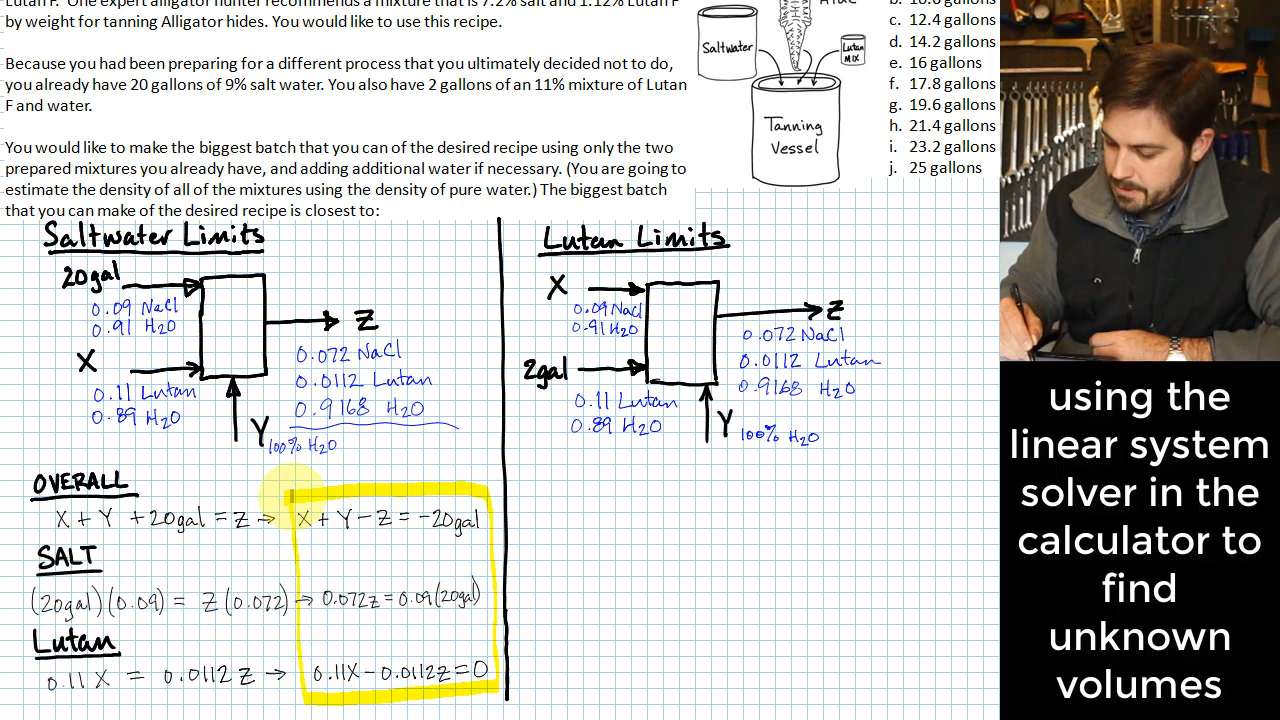 Lutan F. One expert alligator hunter recommends a mixture that is 7.2% salt and 1.12% Lutan F
by weight for tanning Alligator hides. You would like to use this recipe.
Because you had been preparing for a different process that you ultimately decided not to do,
you already have 20 gallons of 9% salt water. You also have 2 gallons of an 11% mixture of Lutan
F and water.
You would like to make the biggest batch that you can of the desired recipe using only the two
prepared mixtures you already have, and adding additional water if necessary. (You are going to
estimate the density of all of the mixtures using the density of pure water.) The biggest batch
that you can make of the desired recipe is closest to:
Hide
Saltwater
Lutan
MIX
Tanning
Vessel
b. 10.6 gallons
c. 12.4 gallons
d. 14.2 gallons
e. 16 gallons
f. 17.8 gallons
g. 19.6 gallons
h. 21.4 gallons
i. 23.2 gallons
j. 25 gallons
Saltwater Limits
20gal
0.09 NaCl
0.91 H2O
X
0.11 Lutan
0.89 H2O
Z
0.072 NaCl
0.0112 Lutan
0.9168 H2O
Y
100% H2O
OVERALL
X + Y + 20gal = Z → X + Y - Z = -20gal
SALT
(20gal)(0.09) = Z(0.072) → 0.072Z = 0.09(20gal)
Lutan
0.11X = 0.0112Z → 0.11X - 0.0112Z = 0
Lutan Limits
X
0.09NaCl
0.91 H2O
2gal
0.11 Lutan
0.89 H2O
Z
0.072 NaCl
0.0112 Lutan
0.9168 H2O
Y
100% H2O
using the
linear system
solver in the
calculator to
find
unknown
volumes